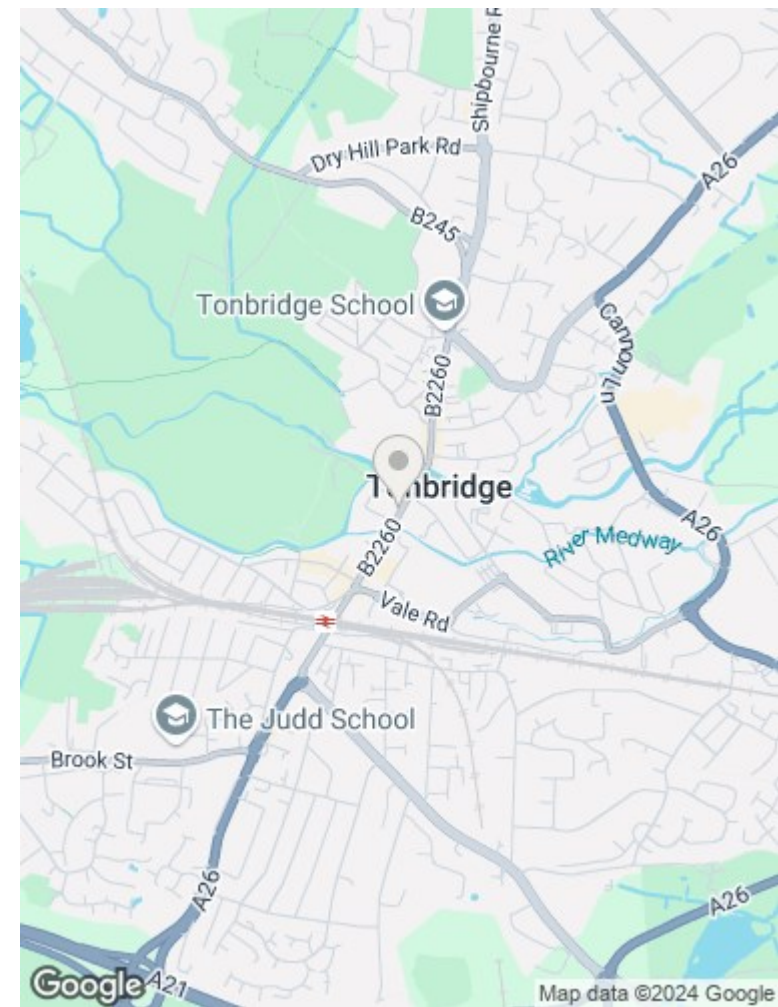 Shipbourne R
Dry Hill Park Rd
A26
B245
Tonbridge School
Cannon Ln
B2260
Tonbridge
A26
River Medway
B2260
Vale Rd
The Judd School
Brook St
A26
A26
A21
Google
Map data ©2024 Google